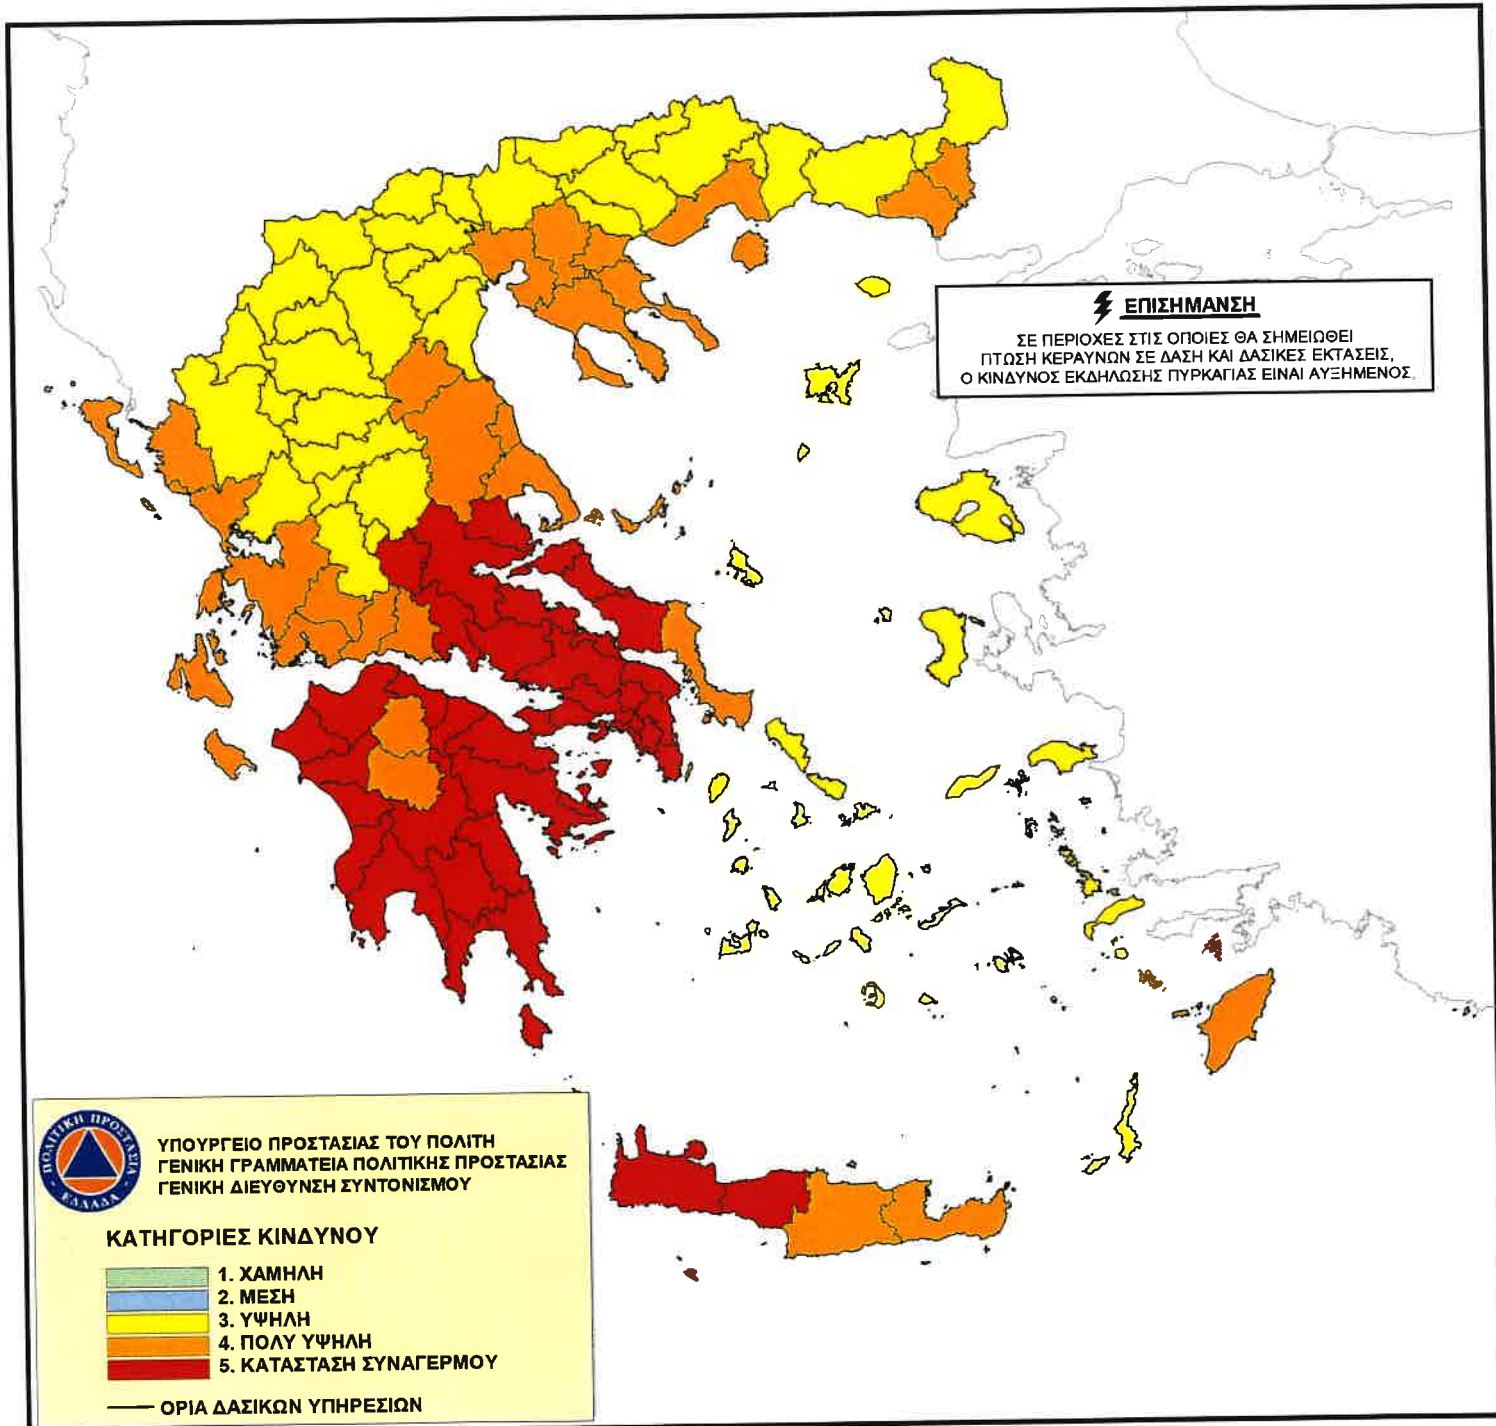 ΕΠΙΣΗΜΑΝΣΗ
ΣΕ ΠΕΡΙΟΧΕΣ ΣΤΙΣ ΟΠΟΙΕΣ ΘΑ ΣΗΜΕΙΩΘΕΙ
ΠΤΩΣΗ ΚΕΡΑΥΝΩΝ ΣΕ ΔΑΣΗ ΚΑΙ ΔΑΣΙΚΕΣ ΕΚΤΑΣΕΙΣ,
Ο ΚΙΝΔΥΝΟΣ ΕΚΔΗΛΩΣΗΣ ΠΥΡΚΑΓΙΑΣ ΕΙΝΑΙ ΑΥΞΗΜΕΝΟΣ.
ΠΟΛΙΤΙΚΗ ΠΡΟΣΤΑΣΙΑ
ΕΛΛΑΔΑ
ΥΠΟΥΡΓΕΙΟ ΠΡΟΣΤΑΣΙΑΣ ΤΟΥ ΠΟΛΙΤΗ
ΓΕΝΙΚΗ ΓΡΑΜΜΑΤΕΙΑ ΠΟΛΙΤΙΚΗΣ ΠΡΟΣΤΑΣΙΑΣ
ΓΕΝΙΚΗ ΔΙΕΥΘΥΝΣΗ ΣΥΝΤΟΝΙΣΜΟΥ
ΚΑΤΗΓΟΡΙΕΣ ΚΙΝΔΥΝΟΥ
1. ΧΑΜΗΛΗ
2. ΜΕΣΗ
3. ΥΨΗΛΗ
4. ΠΟΛΥ ΥΨΗΛΗ
5. ΚΑΤΑΣΤΑΣΗ ΣΥΝΑΓΕΡΜΟΥ
ΟΡΙΑ ΔΑΣΙΚΩΝ ΥΠΗΡΕΣΙΩΝ